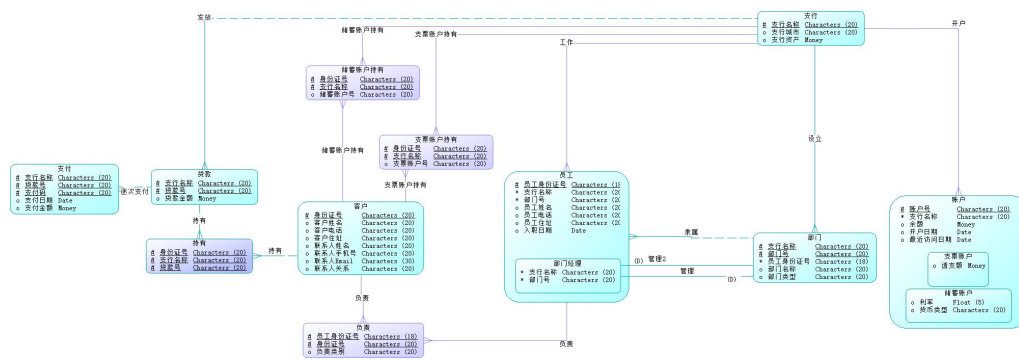 发放
支行
# 支行名称 Characters (20)
o 支行城市 Characters (20)
o 支行资产 Money
开户
储蓄账户持有
支票账户持有
工作
储蓄账户持有
# 身份证号 Characters (20)
# 支行名称 Characters (20)
o 储蓄账户号 Characters (20)
支票账户持有
# 身份证号 Characters (20)
# 支行名称 Characters (20)
o 支票账户号 Characters (20)
设立
储蓄账户持有
支票账户持有
支付
# 支行名称 Characters (20)
# 贷款号 Characters (20)
# 支付码 Characters (20)
o 支付日期 Date
o 支付金额 Money
逐次支付
贷款
# 支行名称 Characters (20)
# 贷款号 Characters (20)
o 贷款金额 Money
持有
持有
# 身份证号 Characters (20)
# 支行名称 Characters (20)
# 贷款号 Characters (20)
持有
客户
# 身份证号 Characters (20)
o 客户姓名 Characters (20)
o 客户电话 Characters (20)
o 客户住址 Characters (20)
o 联系人姓名 Characters (20)
o 联系人手机号 Characters (20)
o 联系人Email Characters (30)
o 联系人关系 Characters (20)
负责
负责
# 员工身份证号 Characters (18)
# 身份证号 Characters (20)
o 负责类别 Characters (20)
负责
员工
# 员工身份证号 Characters (18
* 支行名称 Characters (20
* 部门号 Characters (20
o 员工姓名 Characters (20
o 员工电话 Characters (20
o 员工住址 Characters (20
o 入职日期 Date
部门经理
* 支行名称 Characters (20)
* 部门号 Characters (20)
隶属
(D) 管理2
管理
(D)
部门
# 支行名称 Characters (20)
# 部门号 Characters (20)
* 员工身份证号 Characters (18)
o 部门名称 Characters (20)
o 部门类型 Characters (20)
账户
# 账户号 Characters (20)
* 支行名称 Characters (20)
o 余额 Money
o 开户日期 Date
o 最近访问日期 Date
支票账户
o 透支额 Money
储蓄账户
o 利率 Float (5)
o 货币类型 Characters (20)